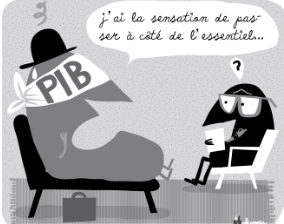 j'ai la sensation de pas-
ser à côté de l'essentiel...
?
PIB